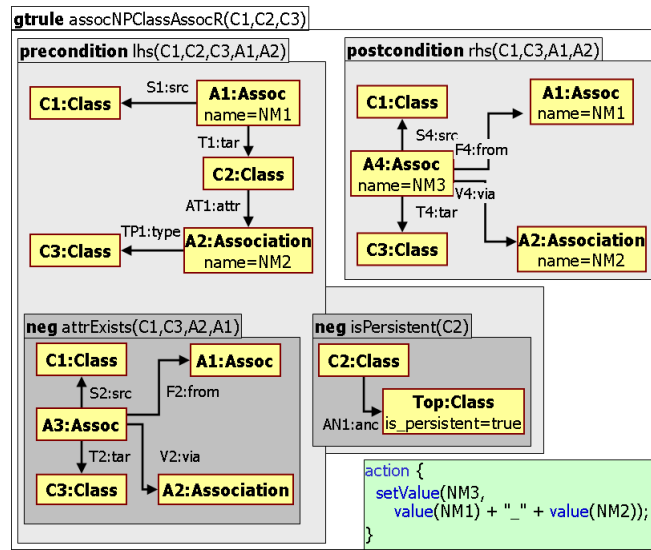 gtrule assocNPClassAssocR(C1,C2,C3)
precondition lhs(C1,C2,C3,A1,A2)
C1:Class
S1:src
A1:Assoc
name=NM1
T1:tar
C2:Class
AT1:attr
C3:Class
TP1:type
A2:Association
name=NM2
postcondition rhs(C1,C3,A1,A2)
C1:Class
A1:Assoc
name=NM1
S4:src
F4:from
A4:Assoc
name=NM3
V4:via
T4:tar
C3:Class
A2:Association
name=NM2
neg attrExists(C1,C3,A2,A1)
C1:Class
A1:Assoc
S2:src
F2:from
A3:Assoc
T2:tar
V2:via
C3:Class
A2:Association
neg isPersistent(C2)
C2:Class
AN1:anc
Top:Class
is_persistent=true
action {
setValue(NM3,
value(NM1) + "_" + value(NM2));
}